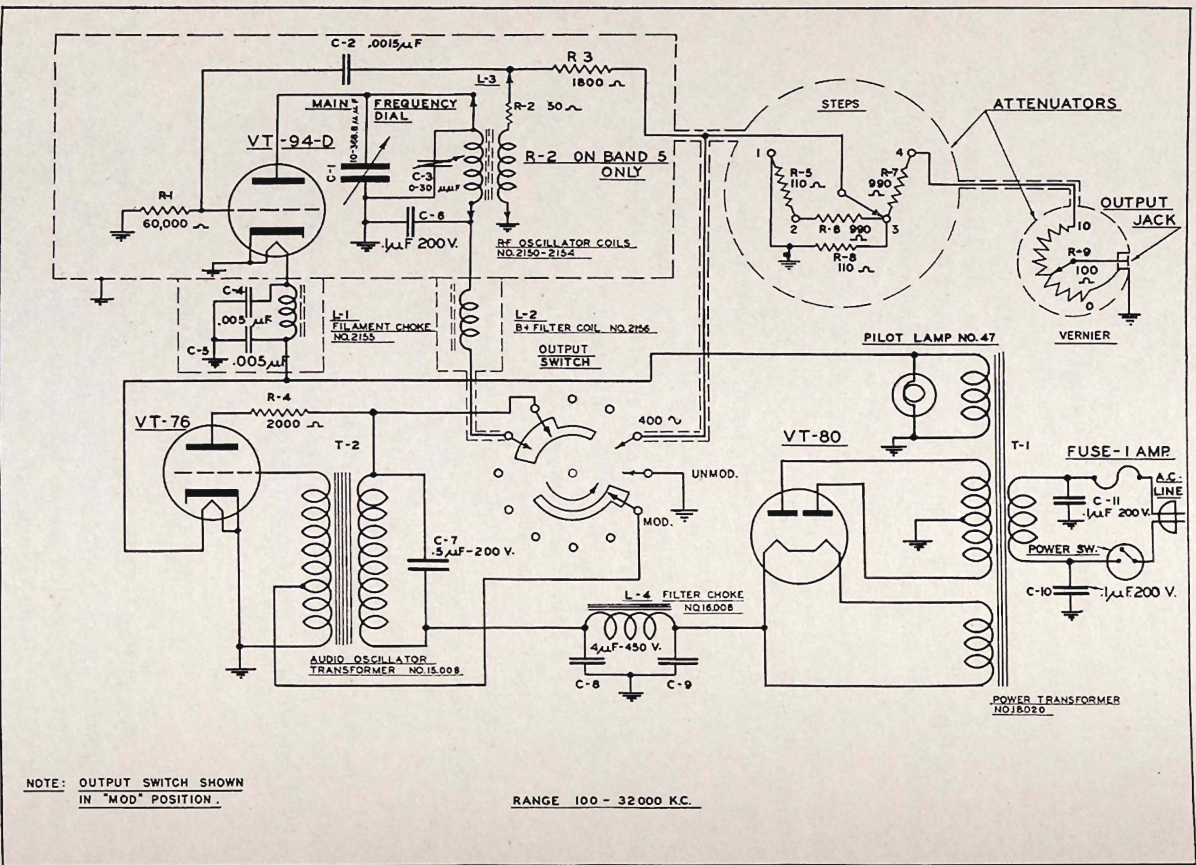 C-2 .0015µF
R 3
1800 Ω
L-3
MAIN FREQUENCY
DIAL
R-2 50 Ω
STEPS
ATTENUATORS
VT-94-D
10-368.8µµF
C-1
C-3
0-30 µµF
R-2 ON BAND 5
ONLY
1
4
R-5
110 Ω
R-7
990
Ω
R-1
60,000 Ω
C-6
.1µF 200V.
2
R-6 990
Ω
3
R-8
110 Ω
10
OUTPUT
JACK
R-9
100
Ω
0
R-F OSCILLATOR COILS
NO.2150-2154
C-4
.005 µF
C-5
.005µF
L-1
FILAMENT CHOKE
NO.2155
L-2
B+FILTER COIL NO.2156
OUTPUT
SWITCH
PILOT LAMP NO.47
VERNIER
VT-76
R-4
2000 Ω
T-2
400 ~
VT-80
T-1
FUSE-1 AMP.
A.C.
LINE
C-11
.1µF 200V.
UNMOD.
MOD.
C-7
.5µF-200 V.
POWER SW.
C-10
.1µF.200 V.
L-4 FILTER CHOKE
NO.16.008
4µF-450 V.
C-8
C-9
AUDIO OSCILLATOR
TRANSFORMER NO.15.008
POWER TRANSFORMER
NO.18020
NOTE: OUTPUT SWITCH SHOWN
IN "MOD" POSITION.
RANGE 100 - 32000 K.C.